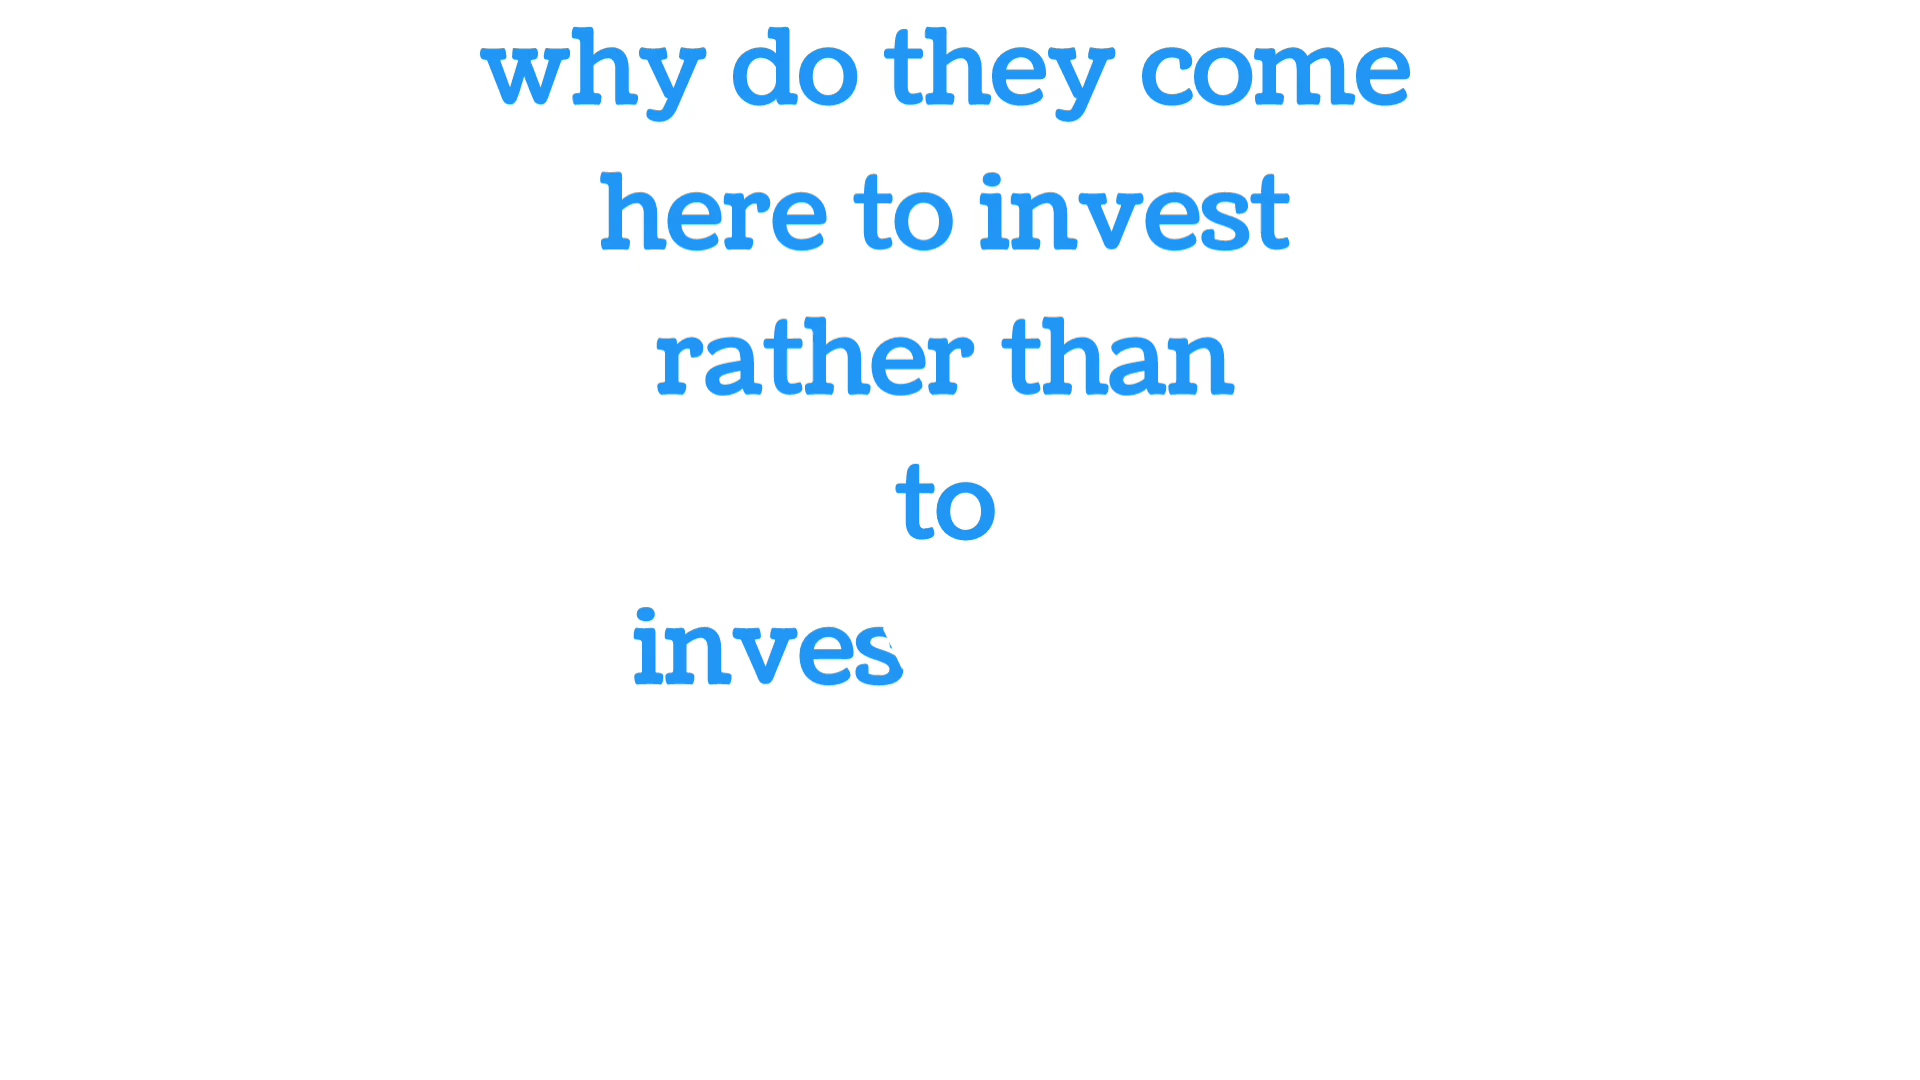 why do they come
here to invest
rather than
to
inves